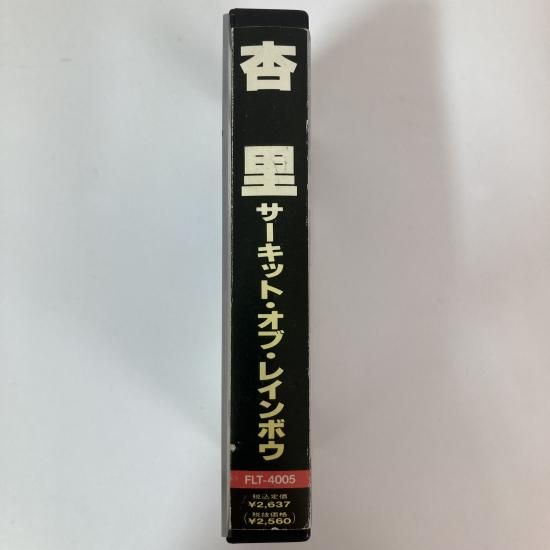 杏里
サーキット・オブ・レインボウ
FLT-4005
税込定価
¥2,637
(税抜価格
¥2,560)